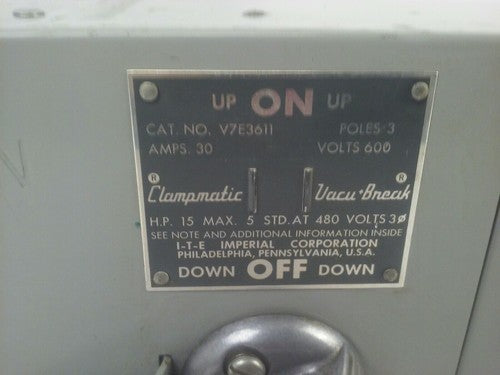 UP ON UP
CAT. NO. V7E3611 POLES 3
AMPS. 30 VOLTS 600
® ®
Clampmatic Vacu-Break
H.P. 15 MAX. 5 STD. AT 480 VOLTS 3Ø
SEE NOTE AND ADDITIONAL INFORMATION INSIDE
I-T-E IMPERIAL CORPORATION
PHILADELPHIA, PENNSYLVANIA, U.S.A.
DOWN OFF DOWN